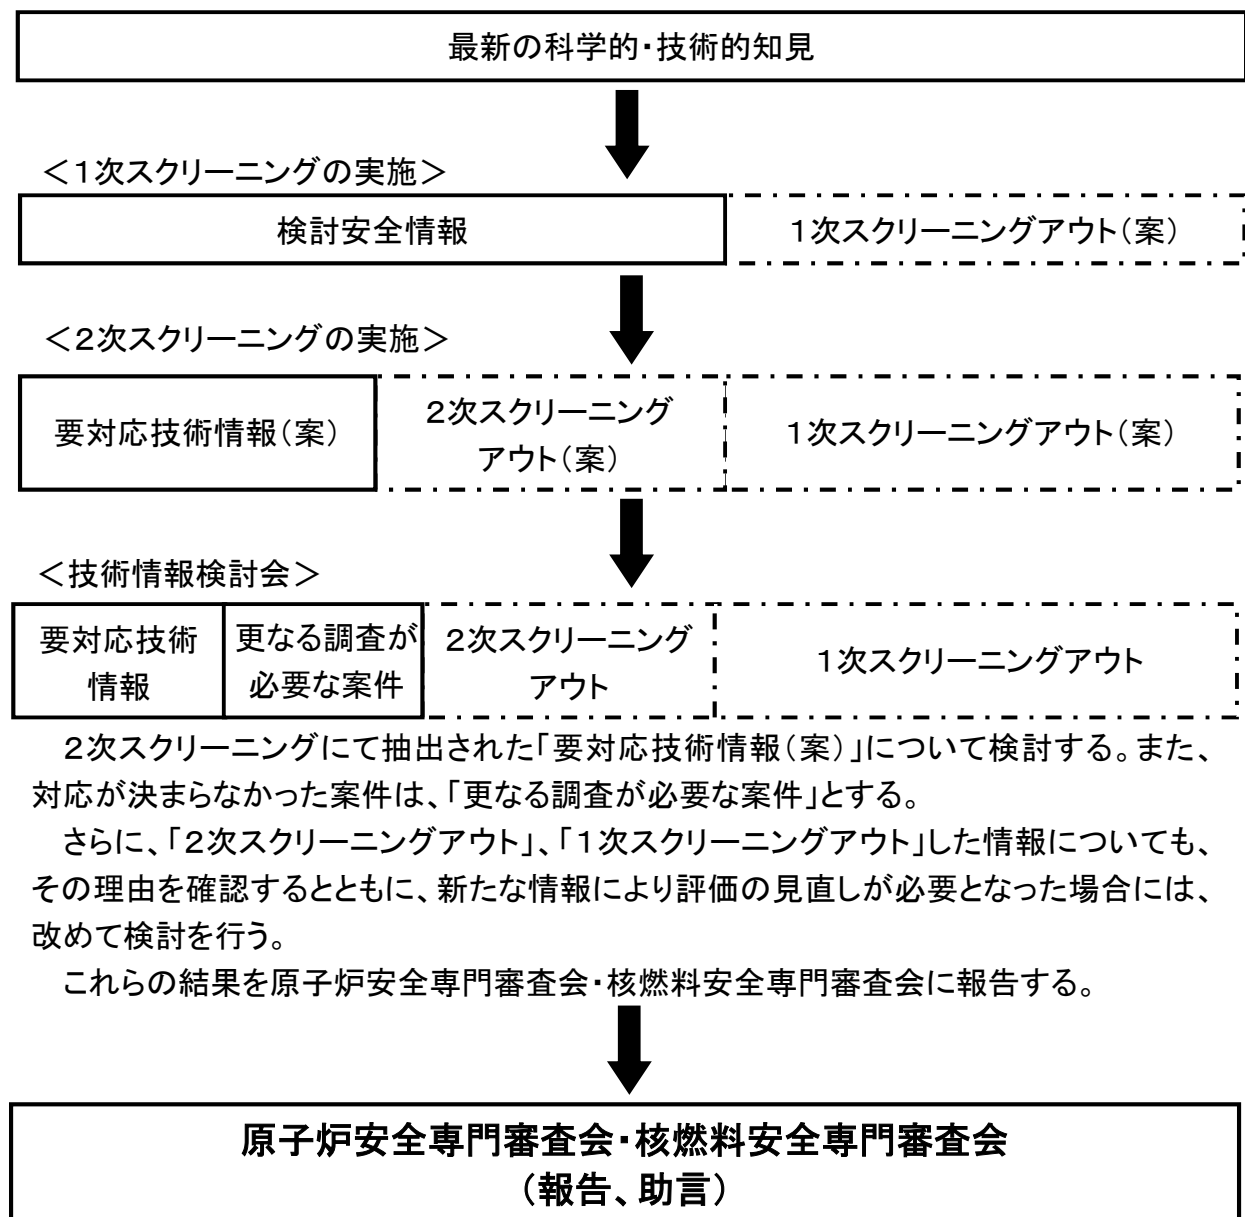 最新の科学的・技術的知見
＜１次スクリーニングの実施＞
検討安全情報
１次スクリーニングアウト（案）
＜２次スクリーニングの実施＞
要対応技術情報（案）
２次スクリーニング
アウト（案）
１次スクリーニングアウト（案）
＜技術情報検討会＞
要対応技術
情報
更なる調査が
必要な案件
２次スクリーニング
アウト
１次スクリーニングアウト
２次スクリーニングにて抽出された「要対応技術情報（案）」について検討する。また、
対応が決まらなかった案件は、「更なる調査が必要な案件」とする。
さらに、「２次スクリーニングアウト」、「１次スクリーニングアウト」した情報についても、
その理由を確認するとともに、新たな情報により評価の見直しが必要となった場合には、
改めて検討を行う。
これらの結果を原子炉安全専門審査会・核燃料安全専門審査会に報告する。
原子炉安全専門審査会・核燃料安全専門審査会
（報告、助言）